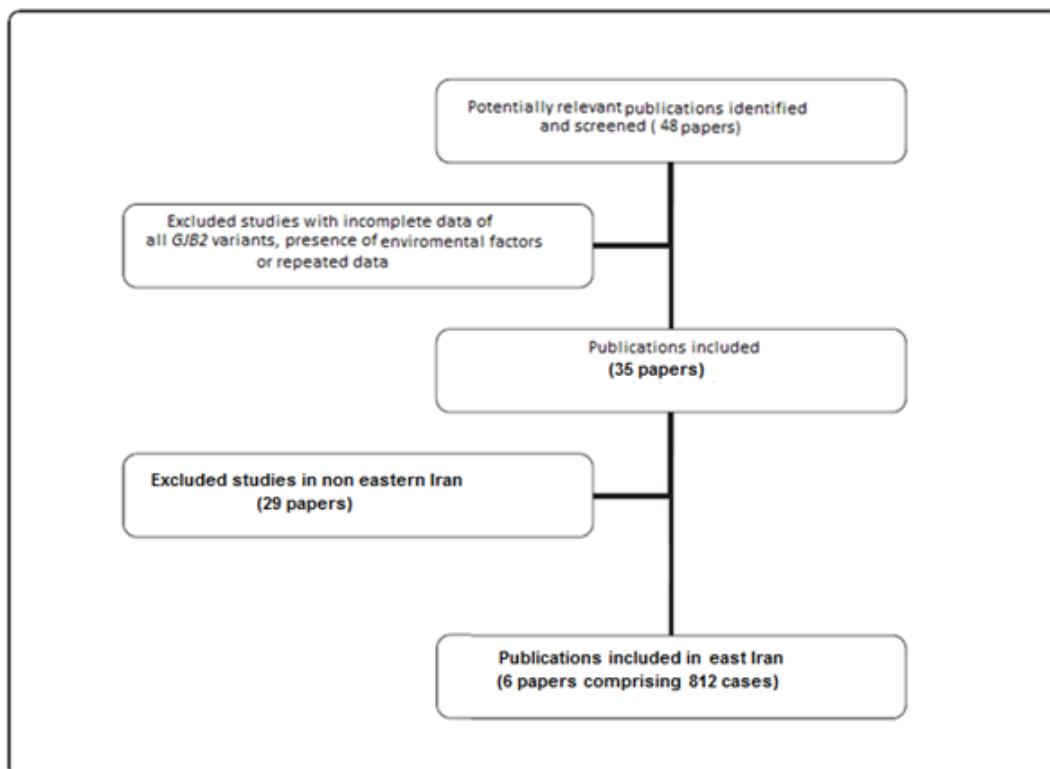 Potentially relevant publications identified
and screened ( 48 papers)
Excluded studies with incomplete data of
all GJB2 variants, presence of enviromental factors
or repeated data
Publications included
(35 papers)
Excluded studies in non eastern Iran
(29 papers)
Publications included in east Iran
(6 papers comprising 812 cases)